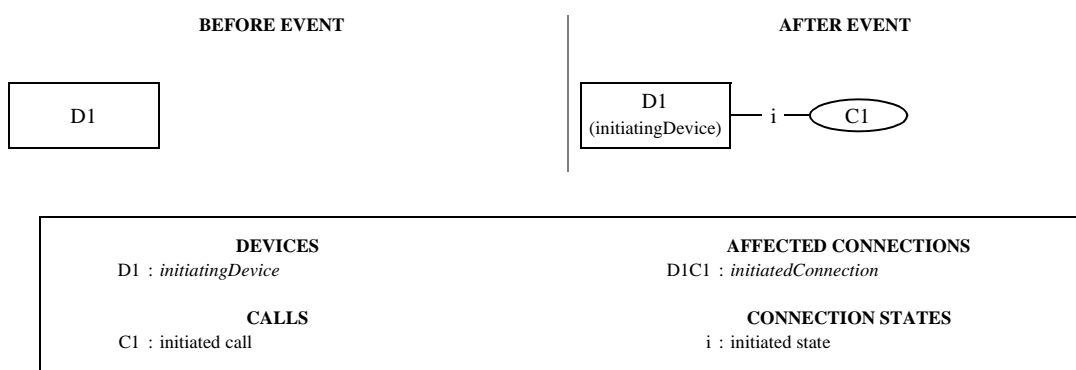 BEFORE EVENT
AFTER EVENT
D1
D1
(initiatingDevice)
i
C1
DEVICES
D1 : initiatingDevice
AFFECTED CONNECTIONS
D1C1 : initiatedConnection
CALLS
C1 : initiated call
CONNECTION STATES
i : initiated state